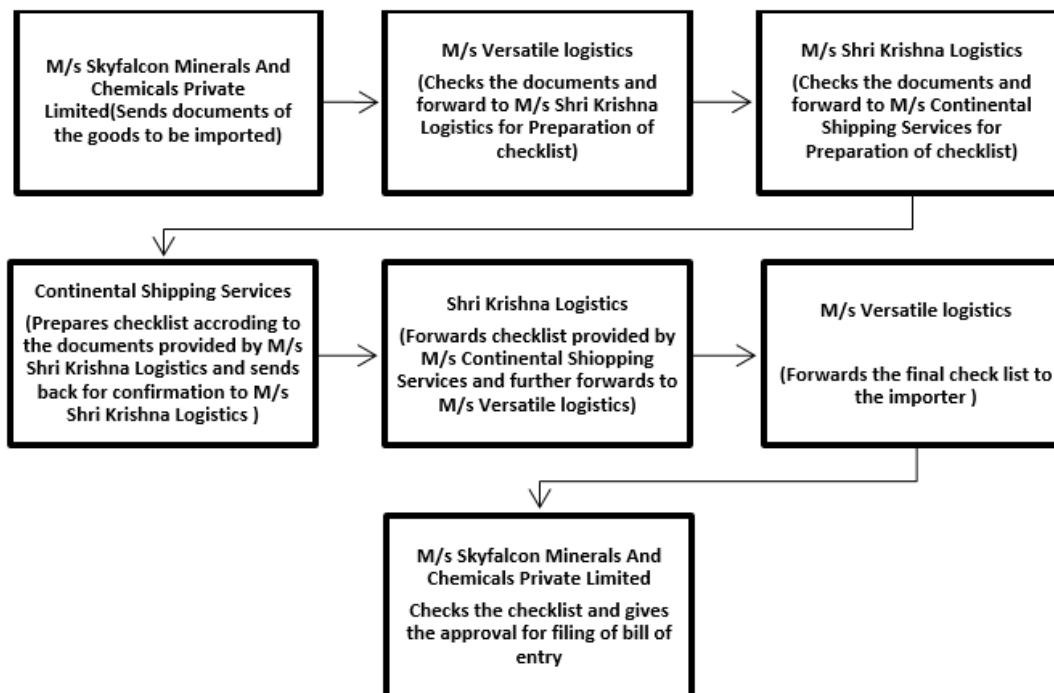 M/s Skyfalcon Minerals And
Chemicals Private
Limited(Sends documents of
the goods to be imported)
M/s Versatile logistics
(Checks the documents and
forward to M/s Shri Krishna
Logistics for Preparation of
checklist)
M/s Shri Krishna Logistics
(Checks the documents and
forward to M/s Continental
Shipping Services for
Preparation of checklist)
Continental Shipping Services
(Prepares checklist accroding to
the documents provided by M/s
Shri Krishna Logistics and sends
back for confirmation to M/s
Shri Krishna Logistics )
Shri Krishna Logistics
(Forwards checklist provided by
M/s Continental Shiopping
Services and further forwards to
M/s Versatile logistics)
M/s Versatile logistics
(Forwards the final check list to
the importer )
M/s Skyfalcon Minerals And
Chemicals Private Limited
Checks the checklist and gives
the approval for filing of bill of
entry